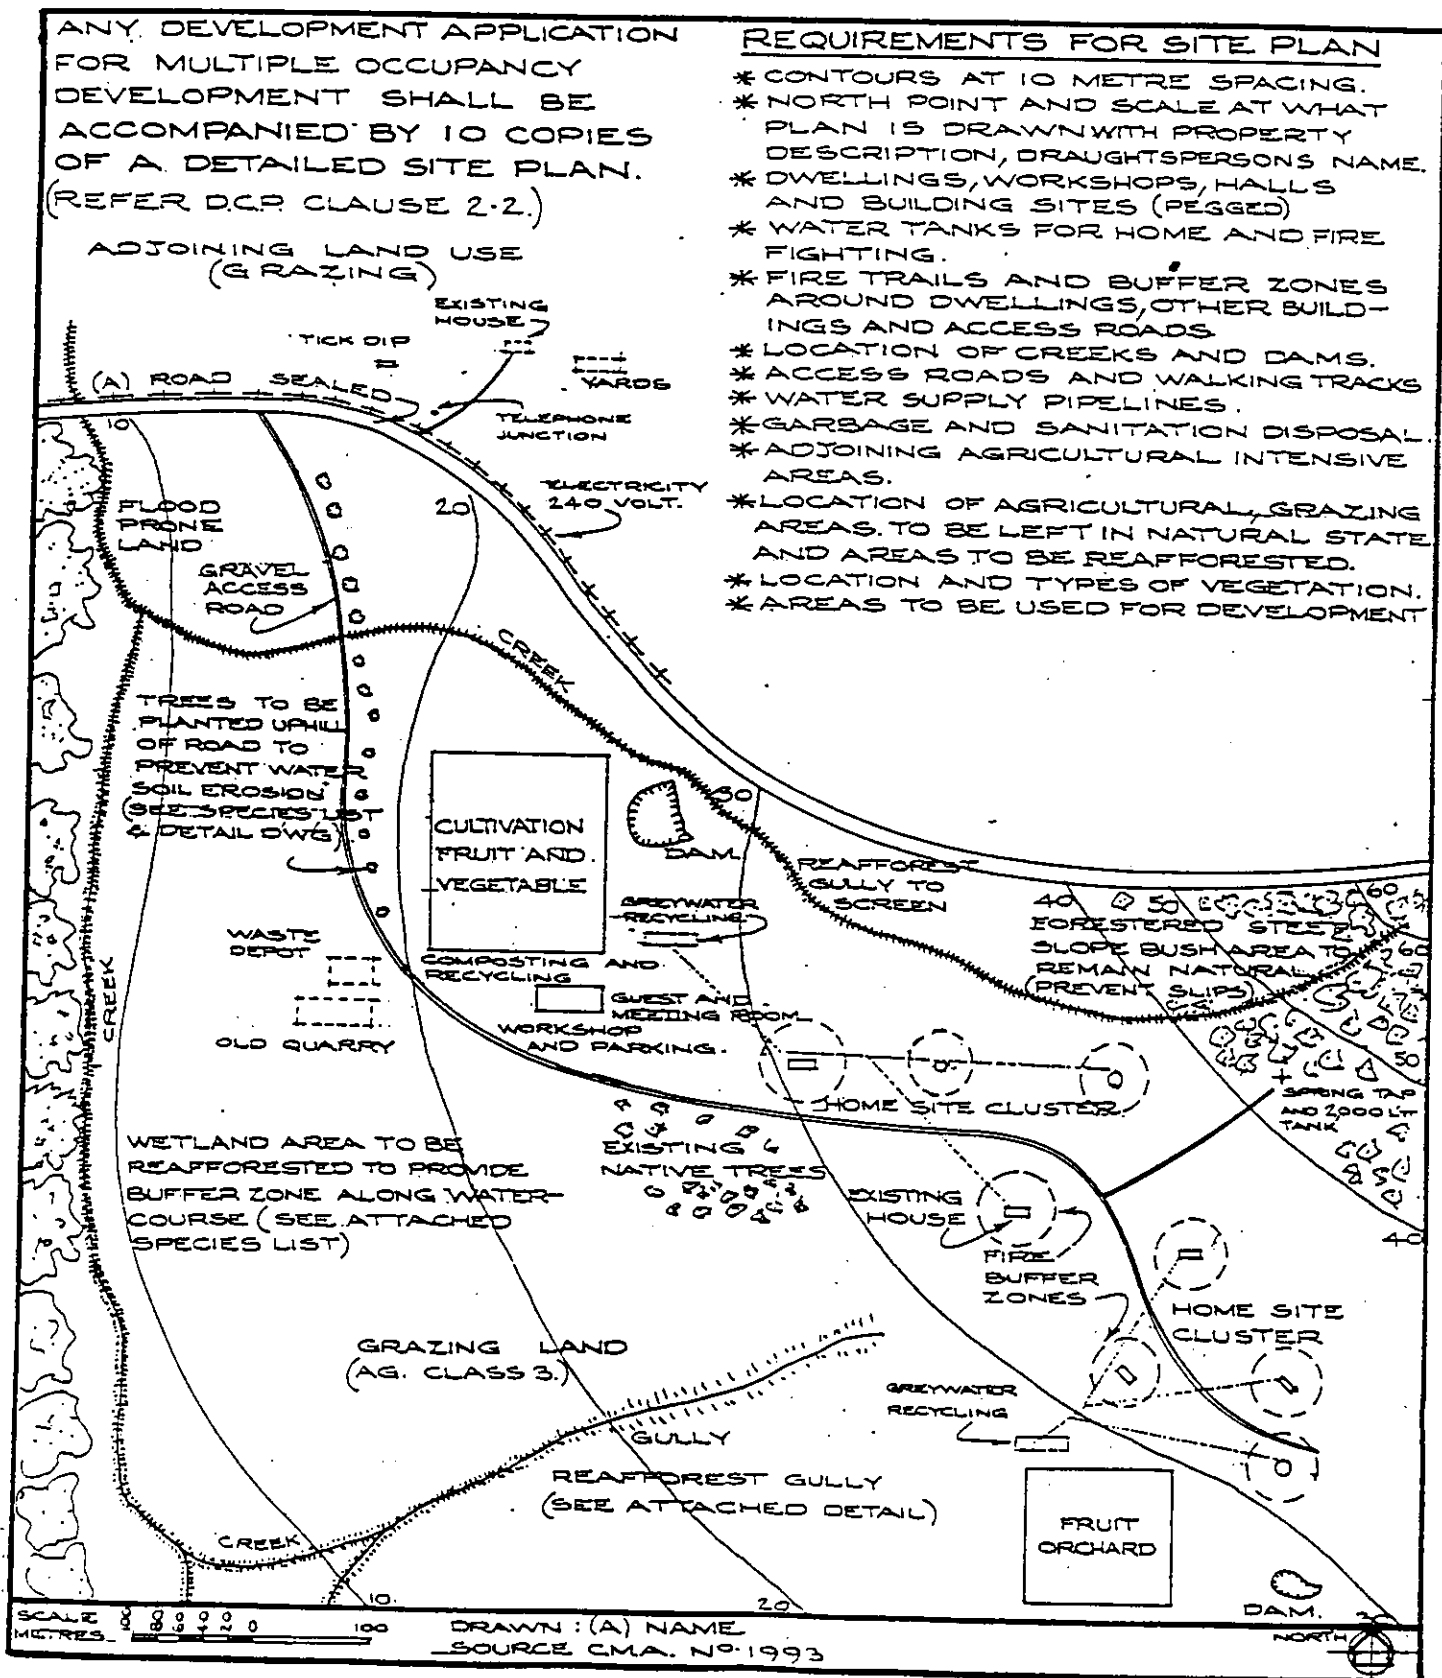 ANY DEVELOPMENT APPLICATION
FOR MULTIPLE OCCUPANCY
DEVELOPMENT SHALL BE
ACCOMPANIED BY 10 COPIES
OF A DETAILED SITE PLAN.
(REFER D.C.P. CLAUSE 2.2.)
REQUIREMENTS FOR SITE PLAN
* CONTOURS AT 10 METRE SPACING.
* NORTH POINT AND SCALE AT WHAT
PLAN IS DRAWN WITH PROPERTY
DESCRIPTION, DRAUGHTSPERSONS NAME.
* DWELLINGS, WORKSHOPS, HALLS
AND BUILDING SITES (PEGGED)
* WATER TANKS FOR HOME AND FIRE
FIGHTING.
* FIRE TRAILS AND BUFFER ZONES
AROUND DWELLINGS, OTHER BUILD-
INGS AND ACCESS ROADS
* LOCATION OF CREEKS AND DAMS.
* ACCESS ROADS AND WALKING TRACKS
* WATER SUPPLY PIPELINES.
* GARBAGE AND SANITATION DISPOSAL.
* ADJOINING AGRICULTURAL INTENSIVE
AREAS.
* LOCATION OF AGRICULTURAL, GRAZING
AREAS. TO BE LEFT IN NATURAL STATE
AND AREAS TO BE REAFFORESTED.
* LOCATION AND TYPES OF VEGETATION.
* AREAS TO BE USED FOR DEVELOPMENT
ADJOINING LAND USE
(GRAZING)
EXISTING
HOUSE
TICK DIP
YARDS
(A) ROAD SEALED
TELEPHONE
JUNCTION
10
20
ELECTRICITY
240 VOLT.
FLOOD
PRONE
LAND
GRAVEL
ACCESS
ROAD
CREEK
TREES TO BE
PLANTED UPHILL
OF ROAD TO
PREVENT WATER
SOIL EROSION
(SEE SPECIES LIST
& DETAIL DWG)
CULTIVATION
FRUIT AND
VEGETABLE
30
DAM
REAFFOREST
GULLY TO
SCREEN
40
50
60
FORESTERED STEEP
SLOPE BUSH AREA TO
REMAIN NATURAL
(PREVENT SLIPS)
60
50
GREYWATER
RECYCLING
WASTE
DEPOT
COMPOSTING AND
RECYCLING
GUEST AND
MEETING ROOM
OLD QUARRY
WORKSHOP
AND PARKING.
CREEK
HOME SITE CLUSTER
SPRING TAP
AND 2,000 LT
TANK
WETLAND AREA TO BE
REAFFORESTED TO PROVIDE
BUFFER ZONE ALONG WATER-
COURSE (SEE ATTACHED
SPECIES LIST)
EXISTING &
NATIVE TREES
EXISTING
HOUSE
40
FIRE
BUFFER
ZONES
HOME SITE
CLUSTER
GRAZING LAND
(AG. CLASS 3.)
GREYWATER
RECYCLING
GULLY
REAFFOREST GULLY
(SEE ATTACHED DETAIL)
FRUIT
ORCHARD
CREEK
10
20
DAM.
SCALE
METRES
100 80 60 40 20 0 100
DRAWN : (A) NAME
SOURCE C.M.A. NO. 1993
NORTH